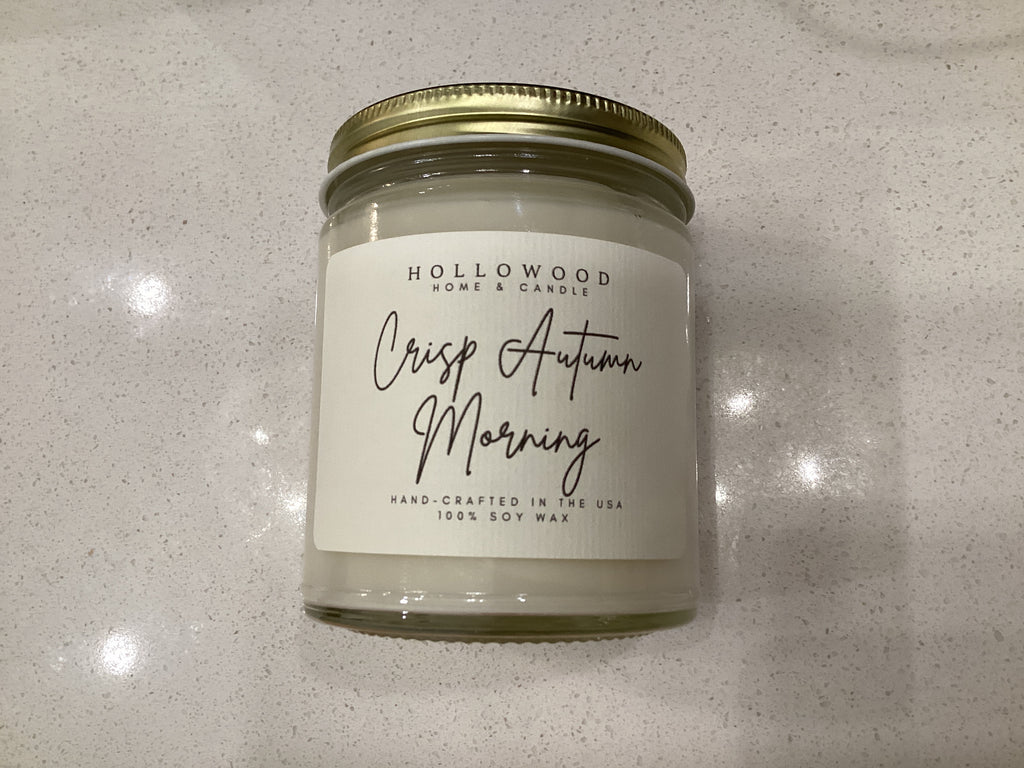 HOLLOWOOD
HOME & CANDLE
Crisp Autumn
Morning
HAND-CRAFTED IN THE USA
100% SOY WAX